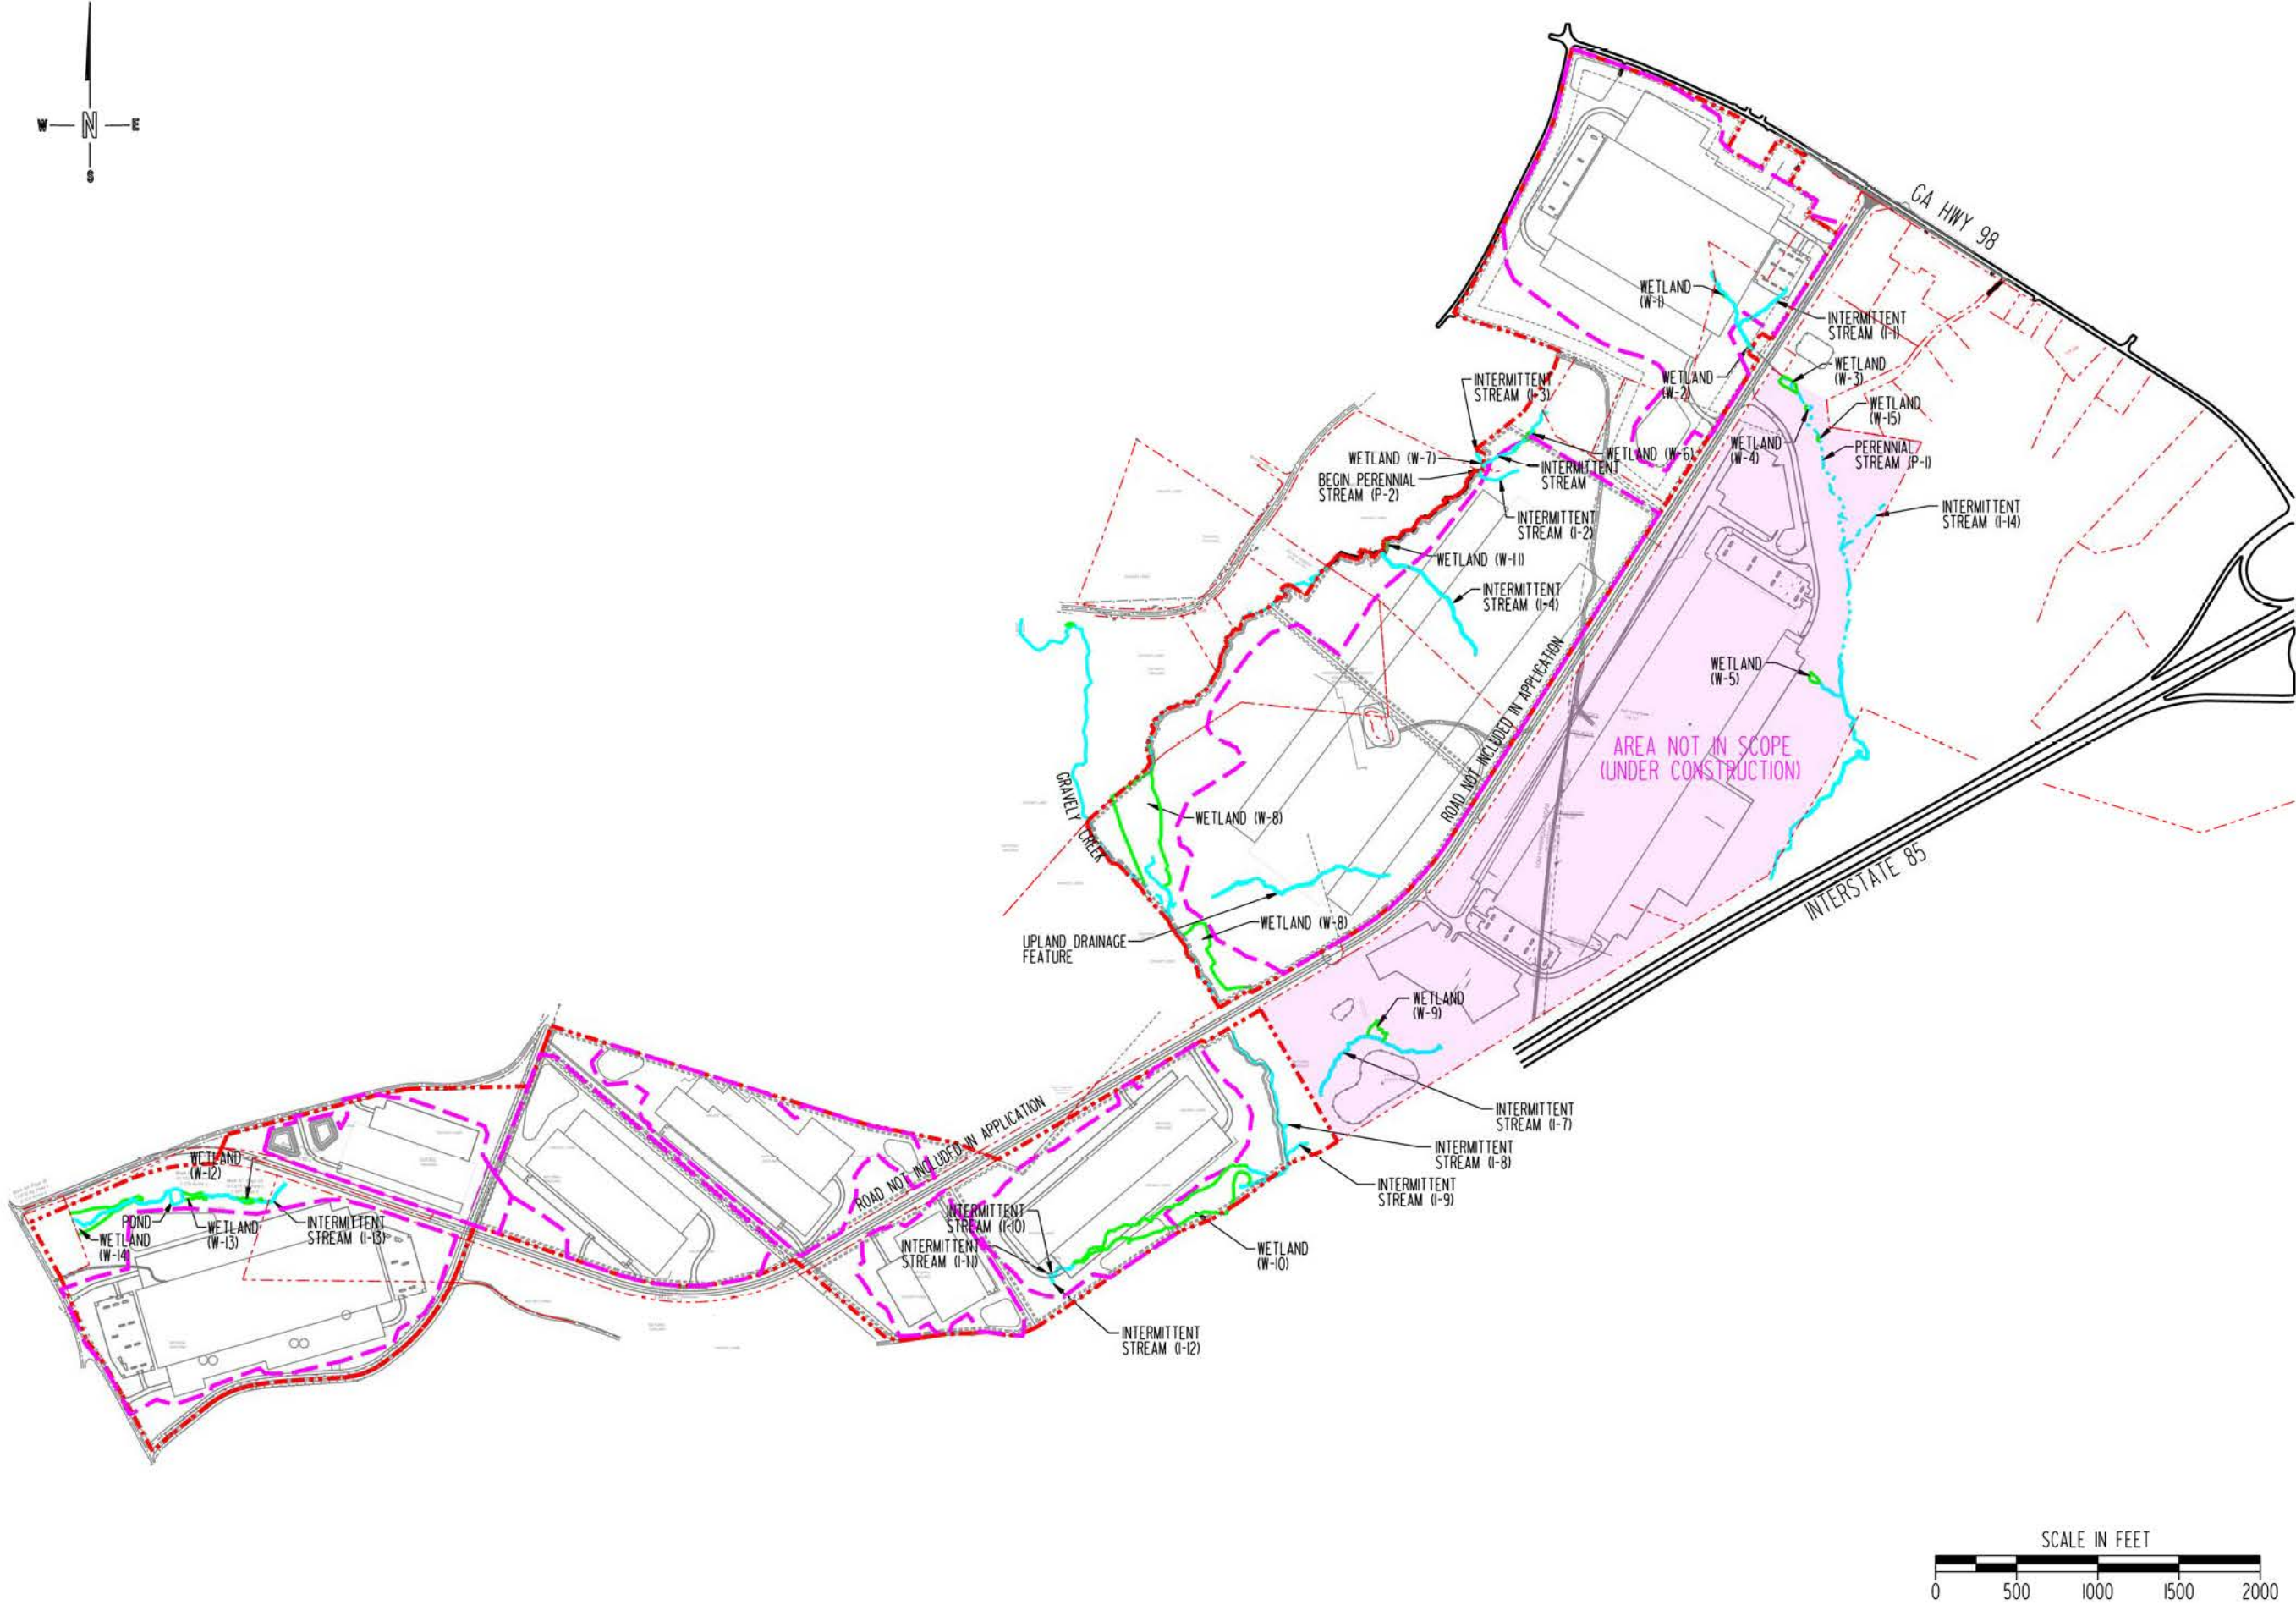 N
W
E
S
GA HWY 98
WETLAND
(W-1)
INTERMITTENT
STREAM (I-1)
WETLAND
(W-3)
WETLAND
(W-2)
INTERMITTENT
STREAM (I-3)
WETLAND
(W-15)
WETLAND
(W-4)
PERENNIAL
STREAM (P-1)
WETLAND (W-7)
WETLAND (W-6)
BEGIN PERENNIAL
STREAM (P-2)
INTERMITTENT
STREAM
INTERMITTENT
STREAM (I-14)
INTERMITTENT
STREAM (I-2)
WETLAND (W-11)
INTERMITTENT
STREAM (I-4)
WETLAND
(W-5)
ROAD NOT INCLUDED IN APPLICATION
AREA NOT IN SCOPE
(UNDER CONSTRUCTION)
GRAVELY CREEK
WETLAND (W-8)
INTERSTATE 85
WETLAND (W-8)
UPLAND DRAINAGE
FEATURE
WETLAND
(W-9)
INTERMITTENT
STREAM (I-7)
ROAD NOT INCLUDED IN APPLICATION
INTERMITTENT
STREAM (I-8)
WETLAND
(W-12)
INTERMITTENT
STREAM (I-9)
POND
WETLAND
(W-13)
INTERMITTENT
STREAM (I-13)
WETLAND
(W-14)
INTERMITTENT
STREAM (I-10)
INTERMITTENT
STREAM (I-11)
WETLAND
(W-10)
INTERMITTENT
STREAM (I-12)
SCALE IN FEET
0 500 1000 1500 2000